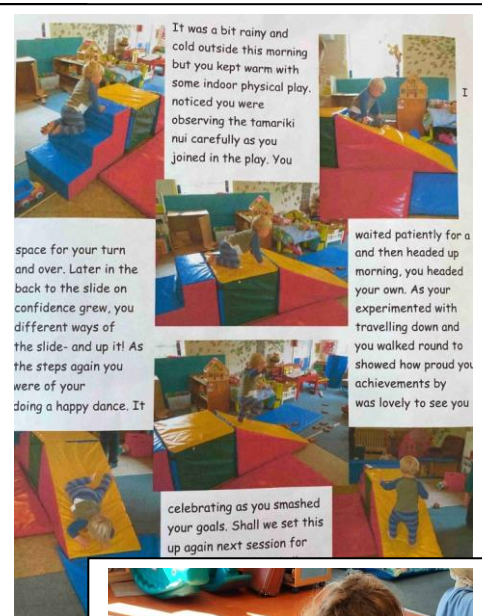 It was a bit rainy and
cold outside this morning
but you kept warm with
some indoor physical play.
I
noticed you were
observing the tamariki
nui carefully as you
joined in the play. You
waited patiently for a
space for your turn
and then headed up
and over. Later in the
morning, you headed
back to the slide on
your own. As your
confidence grew, you
experimented with
different ways of
travelling down and
the slide- and up it! As
you walked round to
the steps again you
showed how proud you
were of your
achievements by
doing a happy dance. It
was lovely to see you
celebrating as you smashed
your goals. Shall we set this
up again next session for